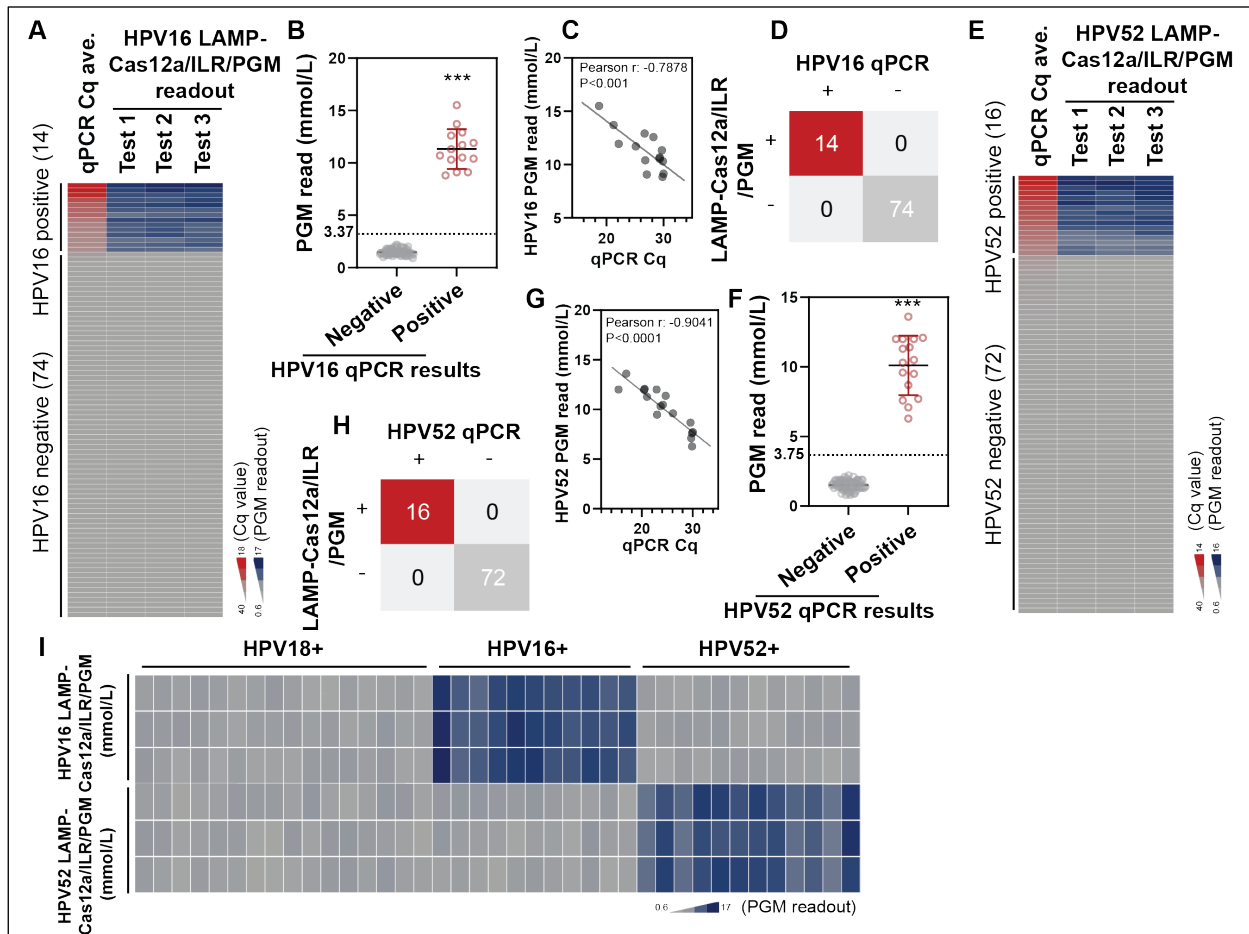 A
qPCR Cq ave.
HPV16 LAMP-
Cas12a/ILR/PGM
readout
Test 1
Test 2
Test 3
HPV16 positive (14)
HPV16 negative (74)
40
18
(Cq value)
0.6
17
(PGM readout)
B
PGM read (mmol/L)
20
15
10
5
3.37
0
***
Negative
Positive
HPV16 qPCR results
C
HPV16 PGM read (mmol/L)
20
15
10
5
Pearson r: -0.7878
P<0.001
20
30
qPCR Cq
D
HPV16 qPCR
+
-
LAMP-Cas12a/ILR
/PGM
+
14
0
-
0
74
E
qPCR Cq ave.
HPV52 LAMP-
Cas12a/ILR/PGM
readout
Test 1
Test 2
Test 3
HPV52 positive (16)
HPV52 negative (72)
40
14
(Cq value)
0.6
16
(PGM readout)
G
HPV52 PGM read (mmol/L)
20
15
10
5
0
Pearson r: -0.9041
P<0.0001
20
30
qPCR Cq
F
PGM read (mmol/L)
15
10
5
3.75
0
***
Negative
Positive
HPV52 qPCR results
H
HPV52 qPCR
+
-
LAMP-Cas12a/ILR
/PGM
+
16
0
-
0
72
I
HPV18+
HPV16+
HPV52+
HPV16 LAMP-
Cas12a/ILR/PGM
(mmol/L)
HPV52 LAMP-
Cas12a/ILR/PGM
(mmol/L)
0.6
17
(PGM readout)